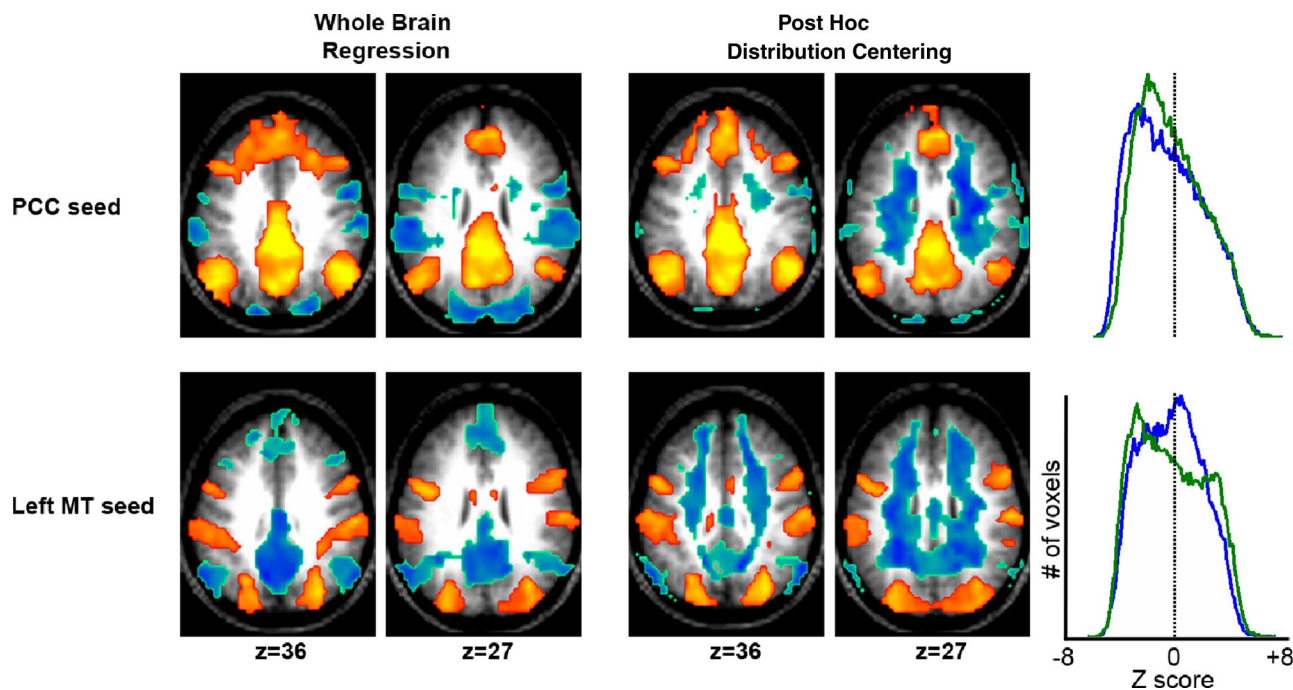 Whole Brain
Regression
Post Hoc
Distribution Centering
PCC seed
Left MT seed
z=36
z=27
z=36
z=27
# of voxels
-8
0
+8
Z score